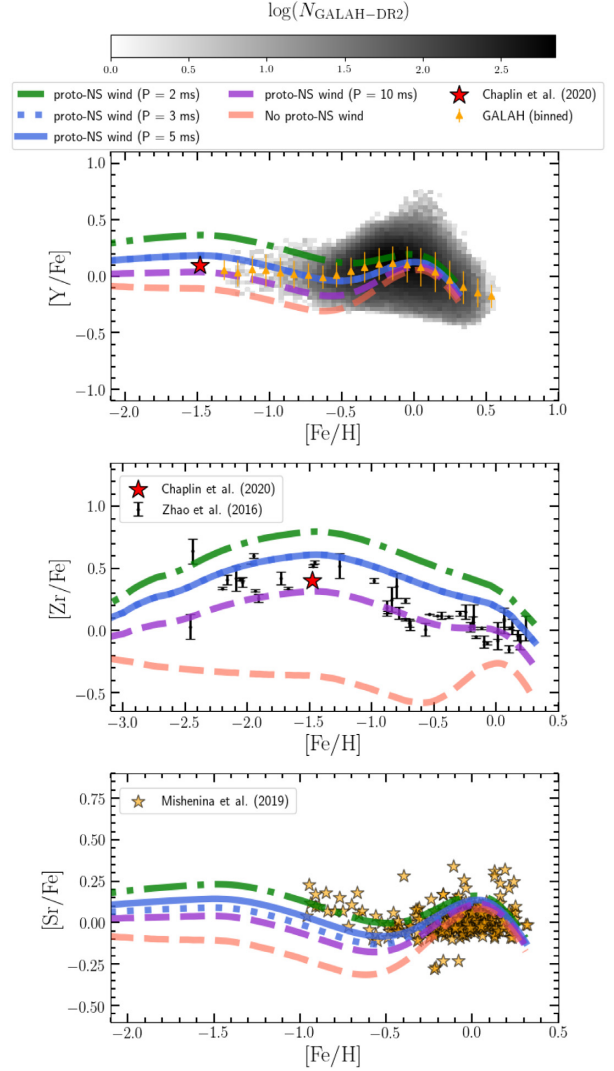 log(N_GALAH−DR2)
0.0 0.5 1.0 1.5 2.0 2.5
proto-NS wind (P = 2 ms) proto-NS wind (P = 10 ms) Chaplin et al. (2020)
proto-NS wind (P = 3 ms) No proto-NS wind GALAH (binned)
proto-NS wind (P = 5 ms)
1.0
0.5
0.0
−0.5
−1.0
[Y/Fe]
−2.0 −1.5 −1.0 −0.5 0.0 0.5 1.0
[Fe/H]
Chaplin et al. (2020)
Zhao et al. (2016)
1.0
0.5
0.0
−0.5
[Zr/Fe]
−3.0 −2.5 −2.0 −1.5 −1.0 −0.5 0.0 0.5
[Fe/H]
Mishenina et al. (2019)
0.75
0.50
0.25
0.00
−0.25
−0.50
[Sr/Fe]
−2.0 −1.5 −1.0 −0.5 0.0 0.5
[Fe/H]